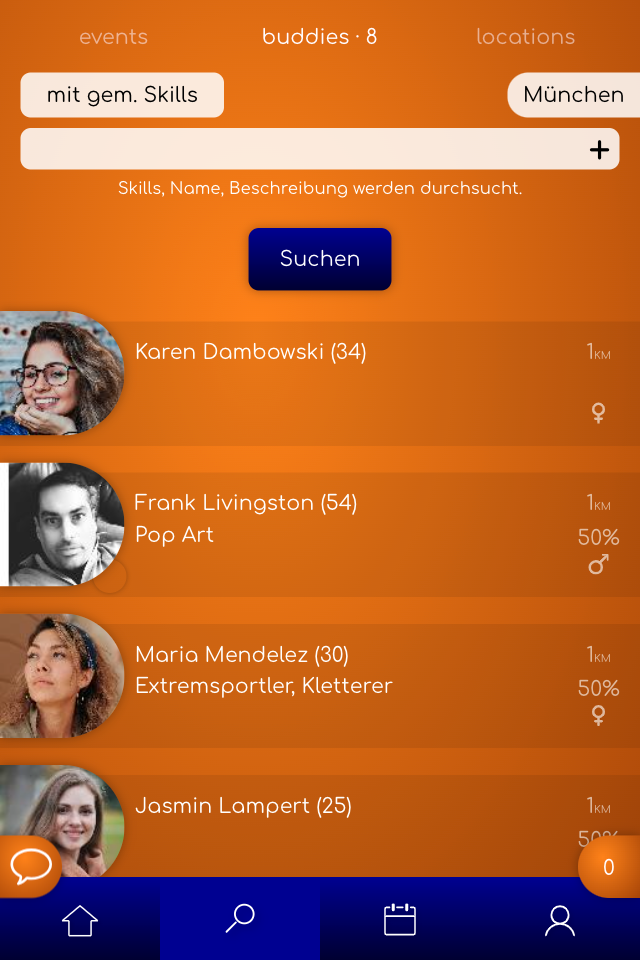 events buddies · 8 locations
mit gem. Skills München
Skills, Name, Beschreibung werden durchsucht.
Suchen
Karen Dambowski (34) 1KM
Frank Livingston (54) 1KM
Pop Art 50%
Maria Mendelez (30) 1KM
Extremsportler, Kletterer 50%
Jasmin Lampert (25) 1KM
50%
0